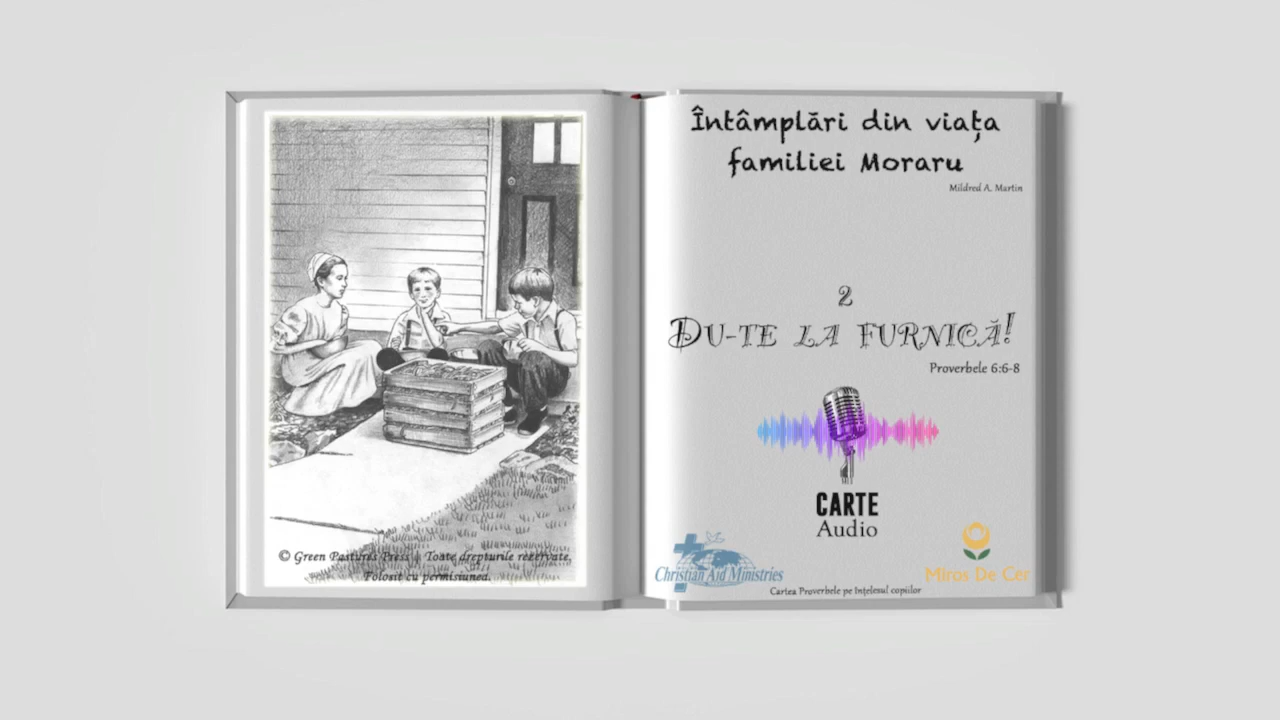 © Green Pastures Press. Toate drepturile rezervate.
Folosit cu permisiunea.
Întâmplări din viața
familiei Moraru
Mildred A. Martin
2
DU-TE LA FURNICĂ!
Proverbele 6:6-8
CARTE
Audio
Christian Aid Ministries
Miros De Cer
Cartea Proverbele pe înțelesul copiilor